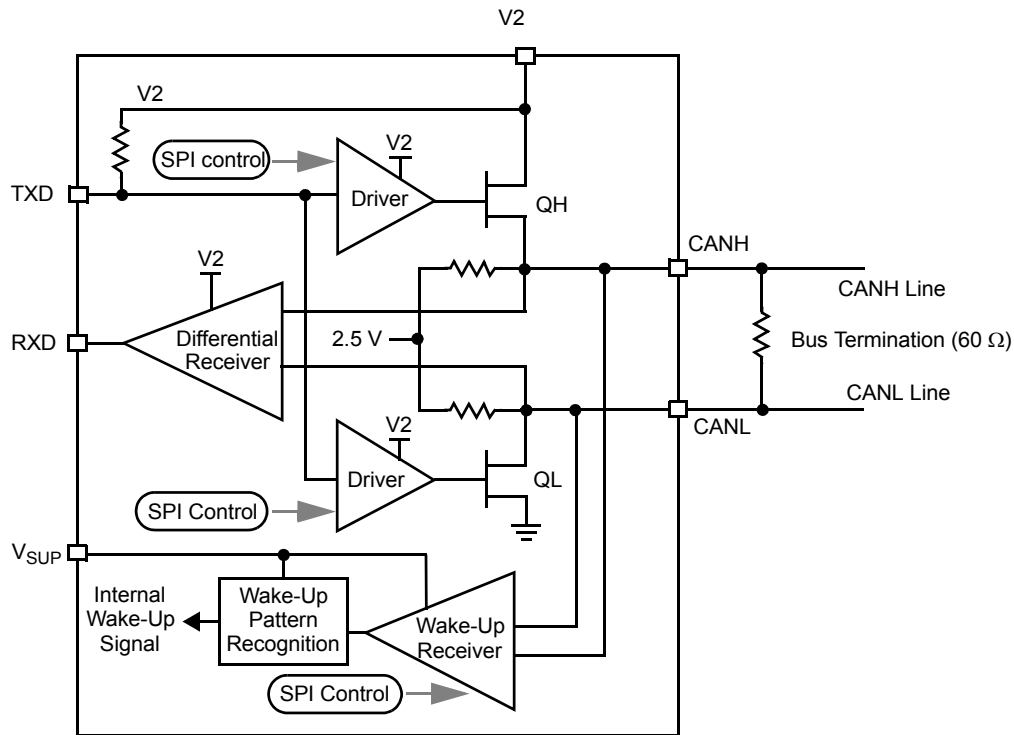 V2
V2
SPI control
V2
Driver
TXD
QH
CANH
V2
CANH Line
RXD
Differential
Receiver
2.5 V
Bus Termination (60 Ω)
CANL Line
V2
CANL
Driver
QL
SPI Control
VSUP
Internal
Wake-Up
Signal
Wake-Up
Pattern
Recognition
Wake-Up
Receiver
SPI Control